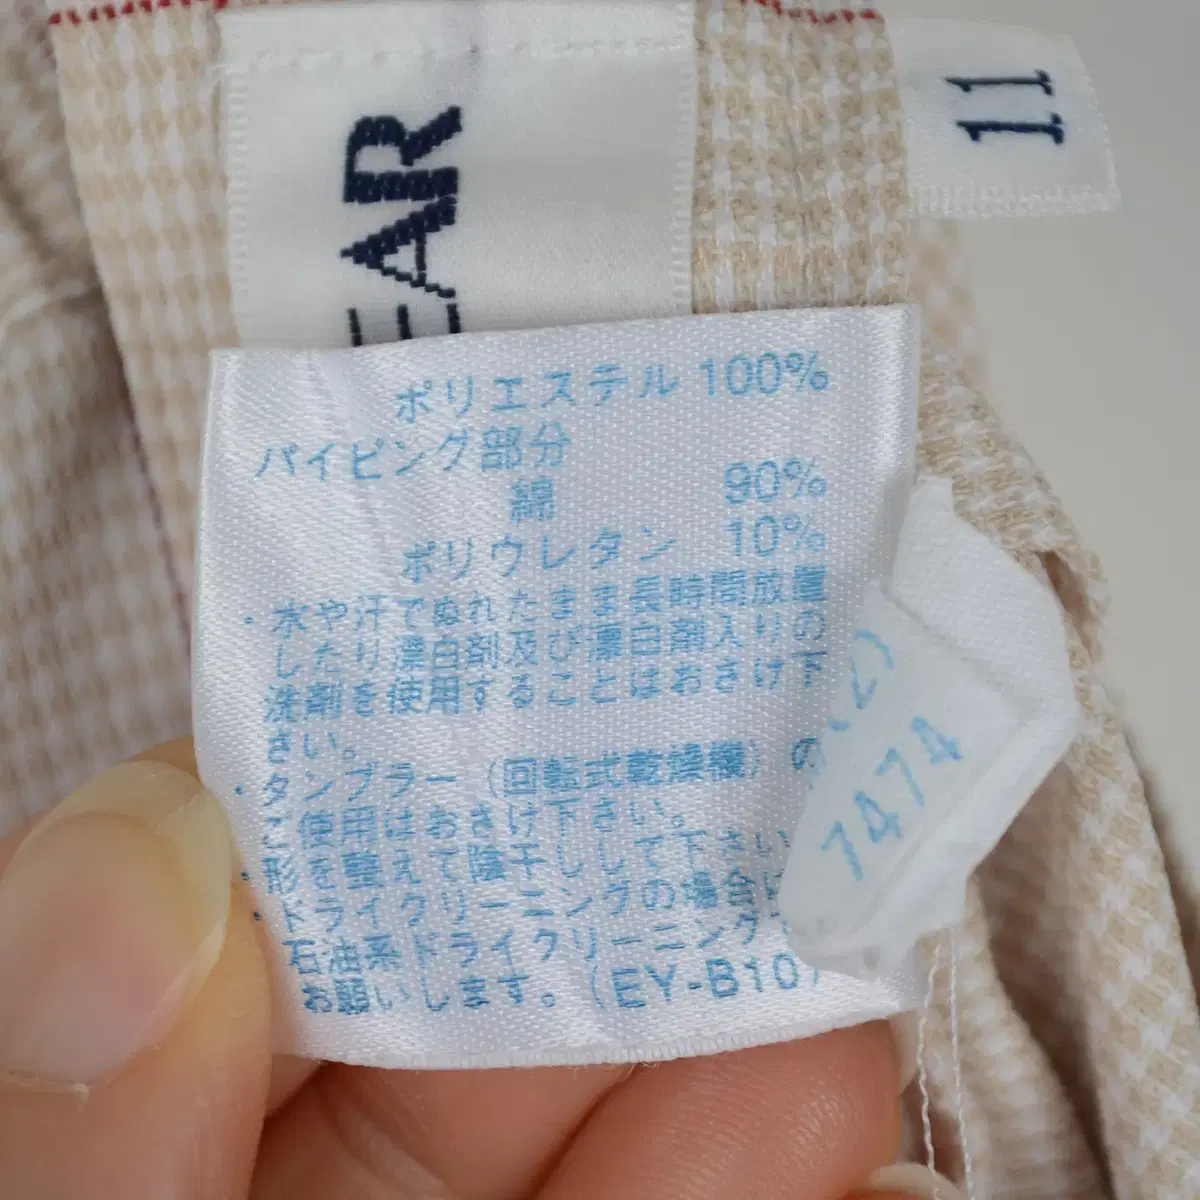 EAR
11
ポリエステル 100%
パイピング部分
綿 90%
ポリウレタン 10%
・水や汗でぬれたまま長時間放置
したり漂白剤及び漂白剤入りの
洗剤を使用することはおさけ下
さい。
・タンブラー(回転式乾燥機)の
ご使用はおさけ下さい。
・形を整えて陰干しして下さい
・ドライクリーニングの場合は
石油系ドライクリーニング
お願いします。(EY-B107
7474